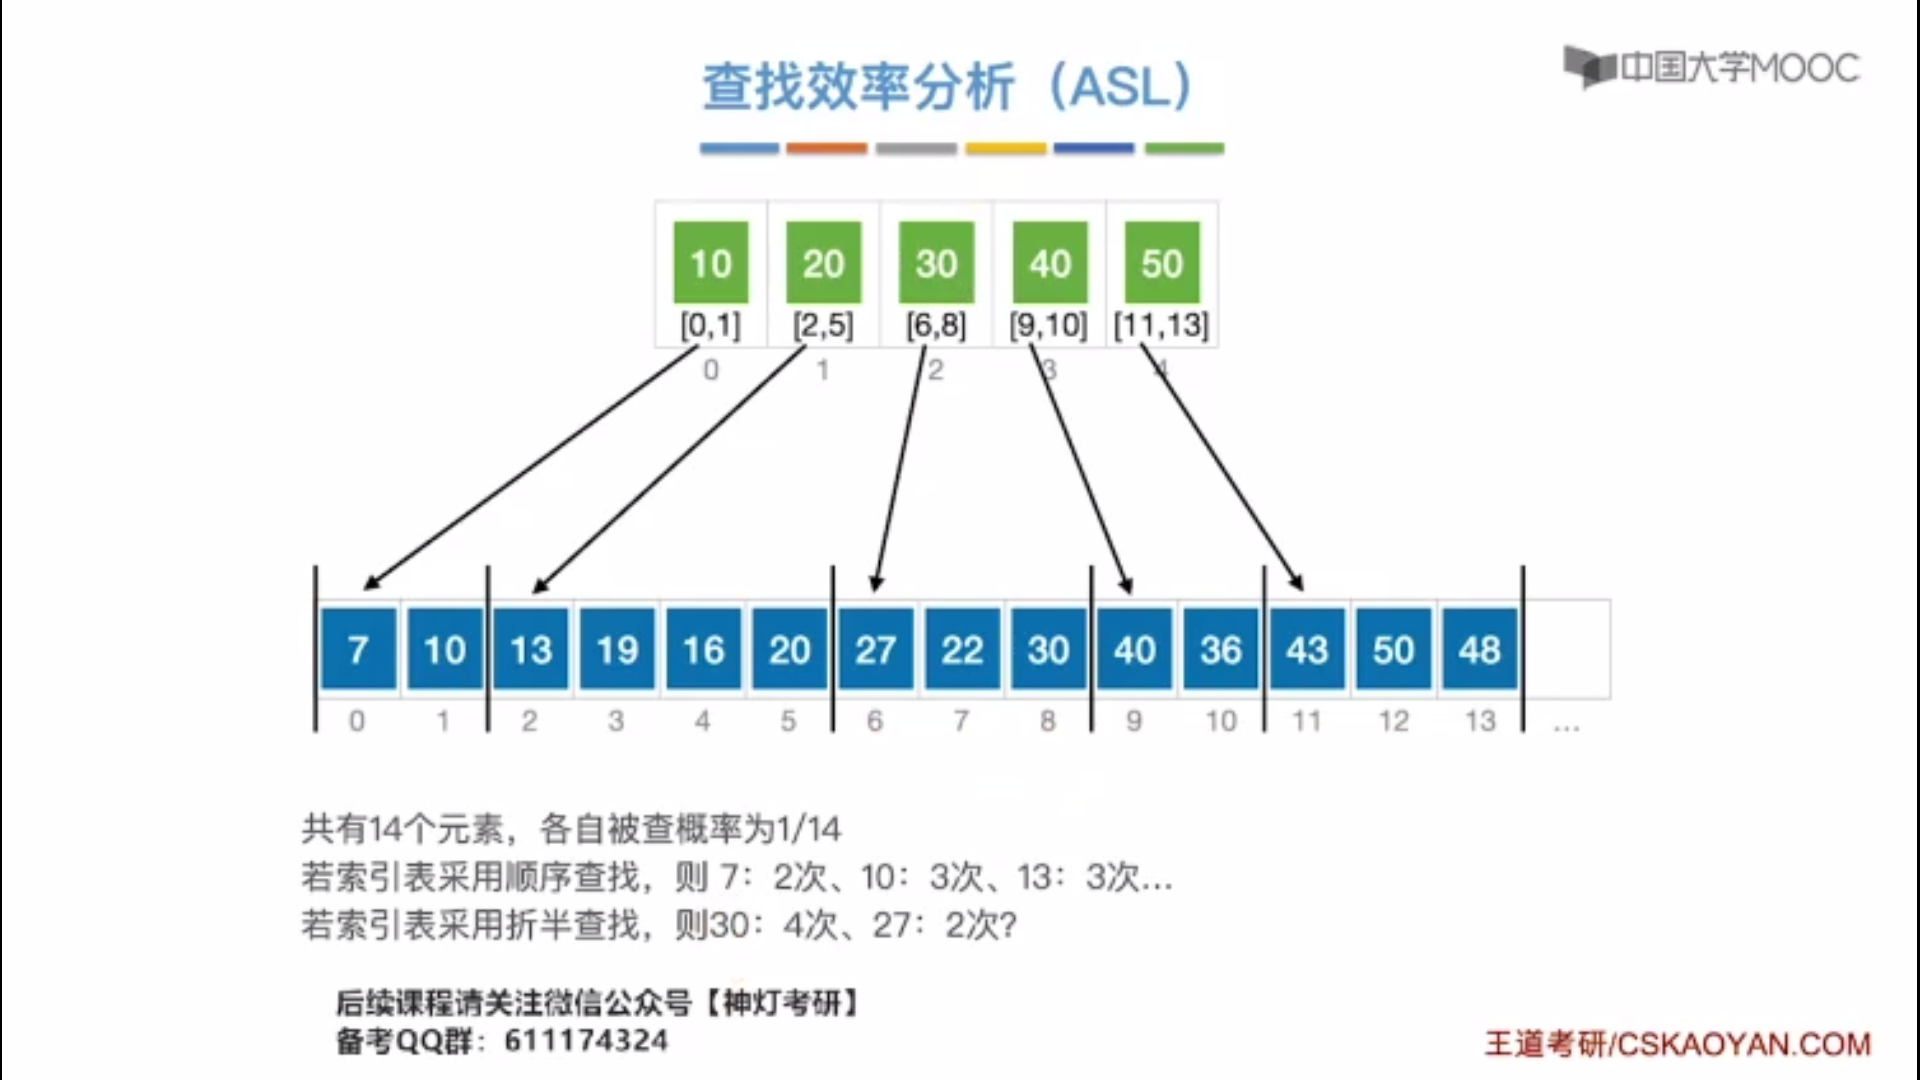 查找效率分析（ASL）
中国大学MOOC
10 20 30 40 50
[0,1] [2,5] [6,8] [9,10] [11,13]
0 1 2 3 4
7 10 13 19 16 20 27 22 30 40 36 43 50 48
0 1 2 3 4 5 6 7 8 9 10 11 12 13 ...
共有14个元素，各自被查概率为1/14
若索引表采用顺序查找，则 7：2次、10：3次、13：3次...
若索引表采用折半查找，则30：4次、27：2次?
后续课程请关注微信公众号【神灯考研】
备考QQ群：611174324
王道考研/CSKAOYAN.COM